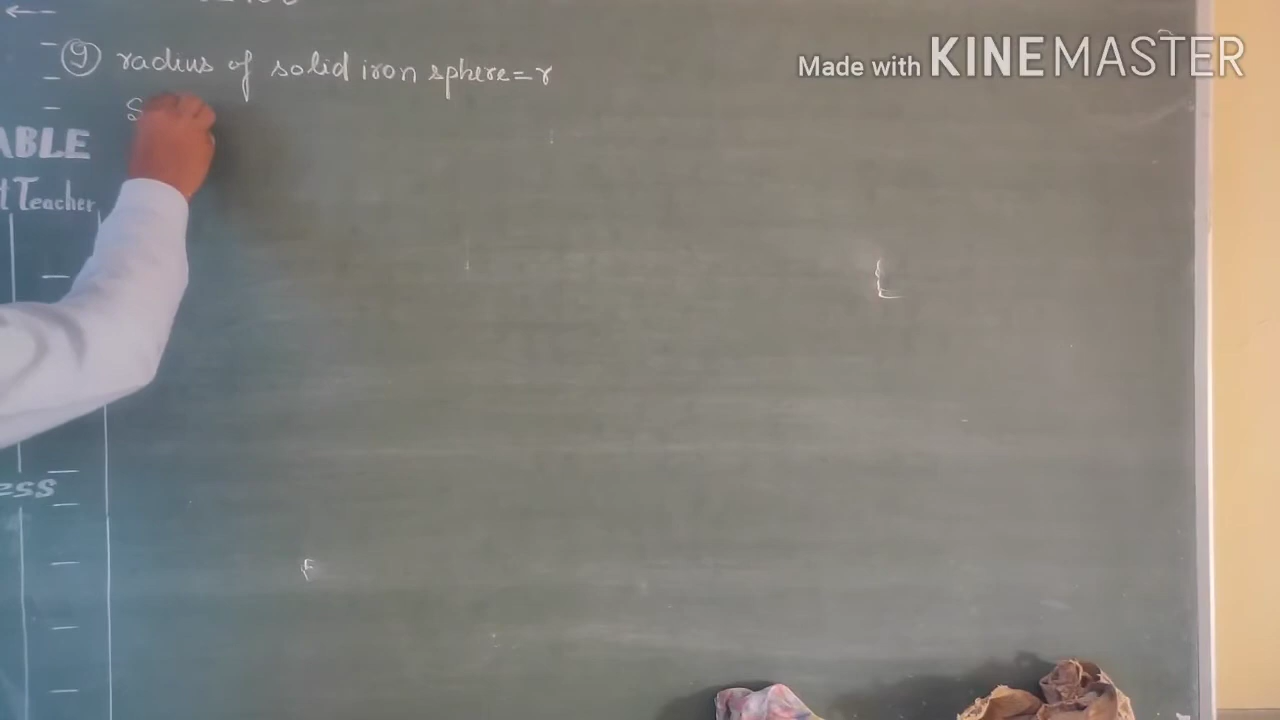 Made with KINEMASTER
⑨ radius of solid iron sphere = r
S
ABLE
t Teacher
ess
L
F